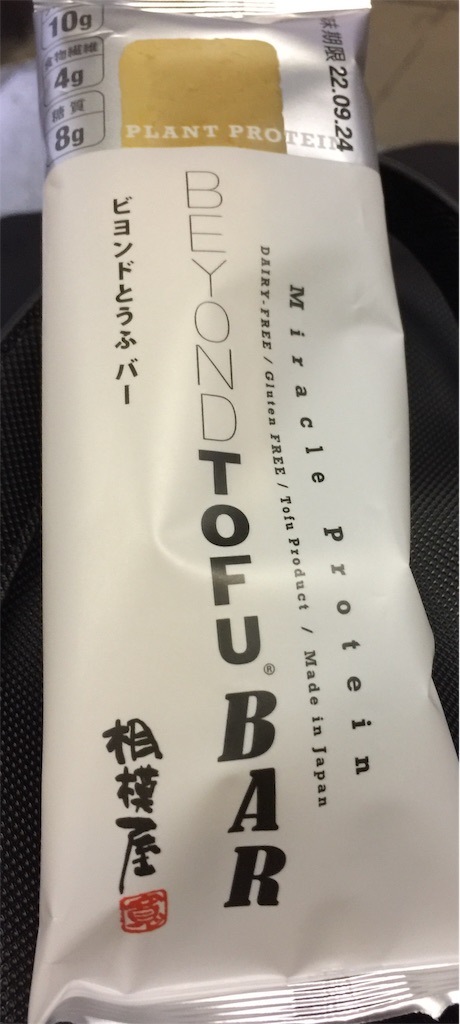 10g
食物繊維
4g
糖質
8g
味期限 22.09.24
PLANT PROTEIN
BEYOND TOFU® BAR
ビヨンドとうふ バー
Miracle protein
DAIRY-FREE / Gluten FREE / Tofu Product / Made in Japan
相模屋